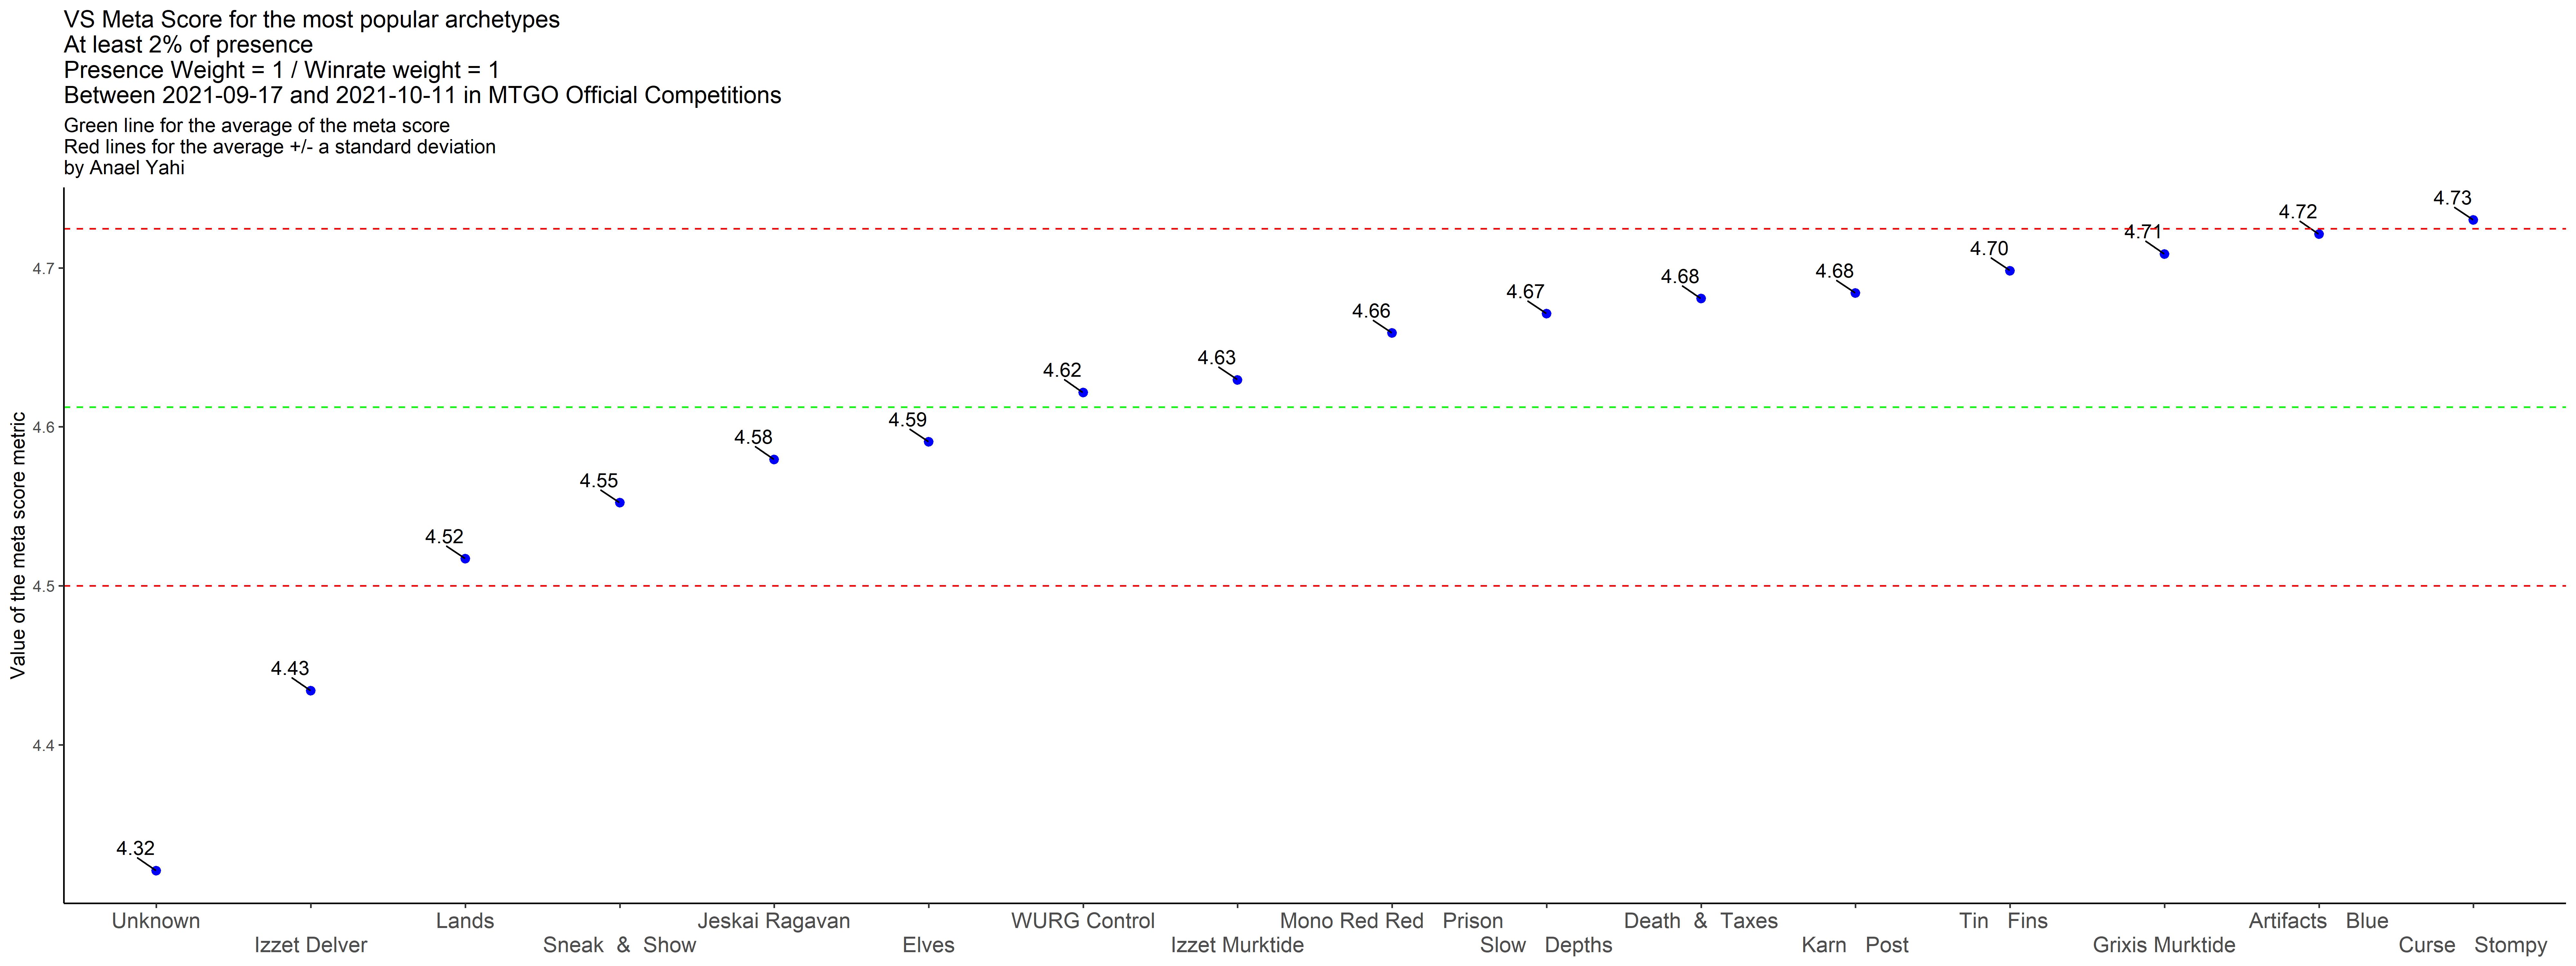 VS Meta Score for the most popular archetypes
At least 2% of presence
Presence Weight = 1 / Winrate weight = 1
Between 2021-09-17 and 2021-10-11 in MTGO Official Competitions
Green line for the average of the meta score
Red lines for the average +/- a standard deviation
by Anael Yahi
Value of the meta score metric
4.7
4.6
4.5
4.4
4.32
4.43
4.52
4.55
4.58
4.59
4.62
4.63
4.66
4.67
4.68
4.68
4.70
4.71
4.72
4.73
Unknown
Izzet Delver
Lands
Sneak & Show
Jeskai Ragavan
Elves
WURG Control
Izzet Murktide
Mono Red Red Prison
Slow Depths
Death & Taxes
Karn Post
Tin Fins
Grixis Murktide
Artifacts Blue
Curse Stompy